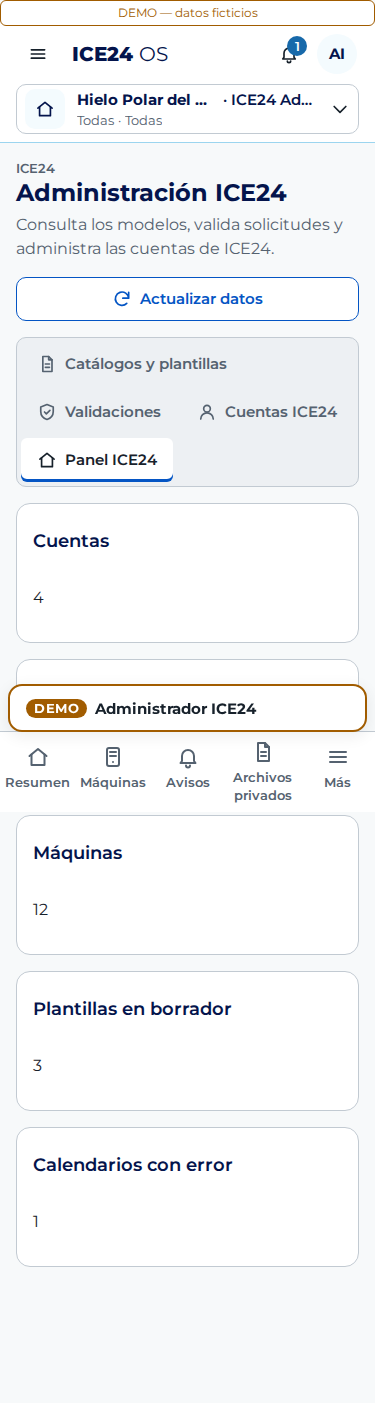 DEMO — datos ficticios
ICE24 OS
1
AI
Hielo Polar del ... · ICE24 Ad...
Todas · Todas
ICE24
Administración ICE24
Consulta los modelos, valida solicitudes y
administra las cuentas de ICE24.
Actualizar datos
Catálogos y plantillas
Validaciones
Cuentas ICE24
Panel ICE24
Cuentas
4
DEMO Administrador ICE24
Resumen
Máquinas
Avisos
Archivos
privados
Más
Máquinas
12
Plantillas en borrador
3
Calendarios con error
1